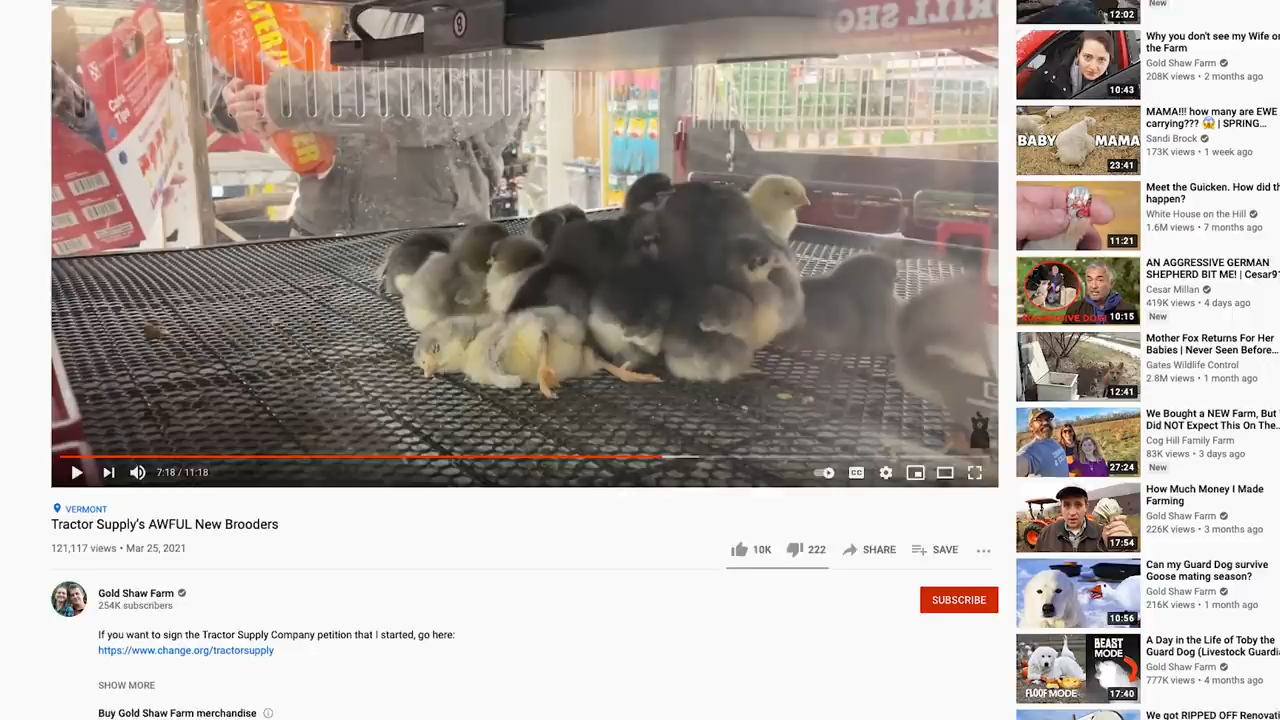 8
7:18 / 11:18
CC
VERMONT
Tractor Supply's AWFUL New Brooders
121,117 views • Mar 25, 2021
10K
222
SHARE
SAVE
Gold Shaw Farm
254K subscribers
SUBSCRIBE
If you want to sign the Tractor Supply Company petition that I started, go here:
https://www.change.org/tractorsupply
SHOW MORE
Buy Gold Shaw Farm merchandise
New
12:02
Why you don't see my Wife on
the Farm
Gold Shaw Farm
208K views • 2 months ago
10:43
MAMA!!! how many are EWE
carrying??? 😱 | SPRING...
Sandi Brock
173K views • 1 week ago
BABY MAMA
23:41
Meet the Guicken. How did th
happen?
White House on the Hill
1.6M views • 7 months ago
11:21
AN AGGRESSIVE GERMAN
SHEPHERD BIT ME! | Cesar91
Cesar Millan
419K views • 4 days ago
New
10:15
Mother Fox Returns For Her
Babies | Never Seen Before...
Gates Wildlife Control
2.8M views • 1 month ago
12:41
We Bought a NEW Farm, But
Did NOT Expect This On The...
Cog Hill Family Farm
83K views • 3 days ago
New
27:24
How Much Money I Made
Farming
Gold Shaw Farm
226K views • 3 months ago
17:54
Can my Guard Dog survive
Goose mating season?
Gold Shaw Farm
216K views • 1 month ago
10:56
A Day in the Life of Toby the
Guard Dog (Livestock Guardi
Gold Shaw Farm
777K views • 4 months ago
BEAST
MODE
FLOOF MODE
17:40
We got RIPPED OFF Renovati